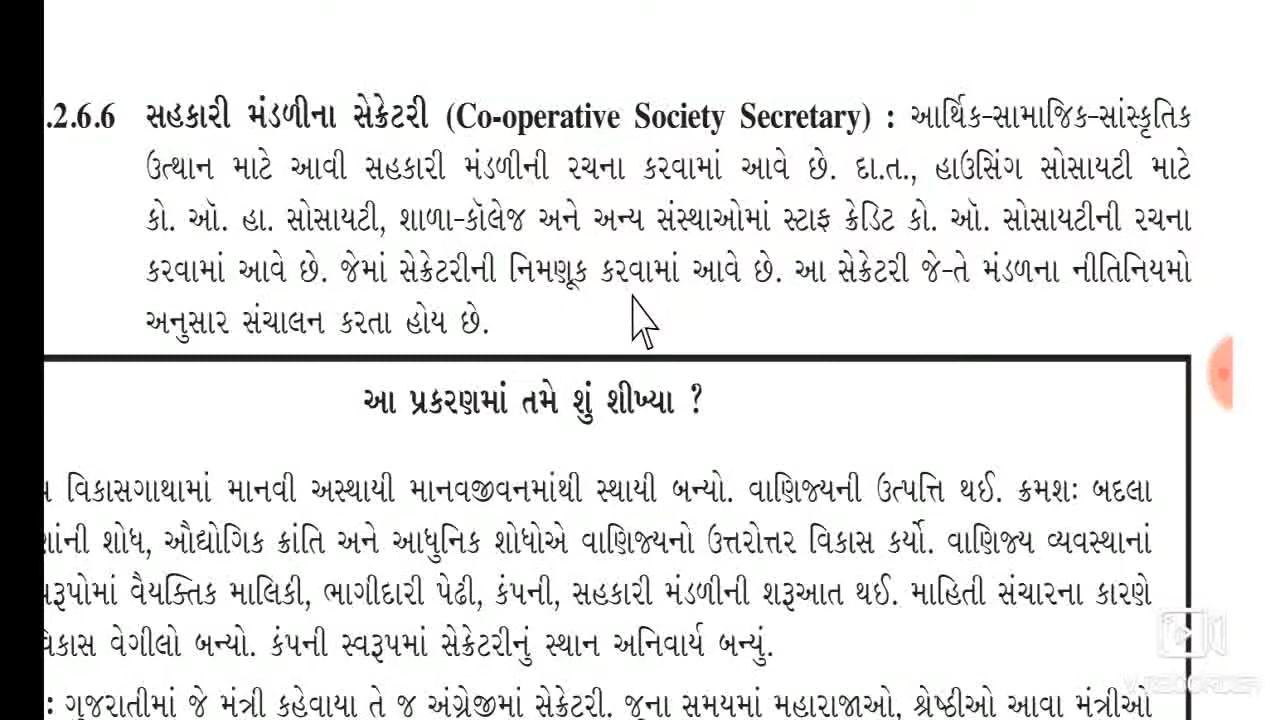 .2.6.6 સહકારી મંડળીના સેક્રેટરી (Co-operative Society Secretary) : આર્થિક-સામાજિક-સાંસ્કૃતિક
ઉત્થાન માટે આવી સહકારી મંડળીની રચના કરવામાં આવે છે. દા.ત., હાઉસિંગ સોસાયટી માટે
કો. ઑ. હા. સોસાયટી, શાળા-કૉલેજ અને અન્ય સંસ્થાઓમાં સ્ટાફ ક્રેડિટ કો. ઑ. સોસાયટીની રચના
કરવામાં આવે છે. જેમાં સેક્રેટરીની નિમણૂક કરવામાં આવે છે. આ સેક્રેટરી જે-તે મંડળના નીતિનિયમો
અનુસાર સંચાલન કરતા હોય છે.
આ પ્રકરણમાં તમે શું શીખ્યા ?
વિકાસગાથામાં માનવી અસ્થાયી માનવજીવનમાંથી સ્થાયી બન્યો. વાણિજ્યની ઉત્પત્તિ થઈ. ક્રમશઃ બદલા
શોધ, ઔદ્યોગિક ક્રાંતિ અને આધુનિક શોધોએ વાણિજ્યનો ઉત્તરોત્તર વિકાસ કર્યો. વાણિજ્ય વ્યવસ્થાનાં
વૈયક્તિક માલિકી, ભાગીદારી પેઢી, કંપની, સહકારી મંડળીની શરૂઆત થઈ. માહિતી સંચારના કારણે
વિકાસ વેગીલો બન્યો. કંપની સ્વરૂપમાં સેક્રેટરીનું સ્થાન અનિવાર્ય બન્યું.
: ગુજરાતીમાં જે મંત્રી કહેવાયા તે જ અંગ્રેજીમાં સેક્રેટરી. જૂના સમયમાં મહારાજાઓ, શ્રેષ્ઠીઓ આવા મંત્રીઓ
V.RECORDER